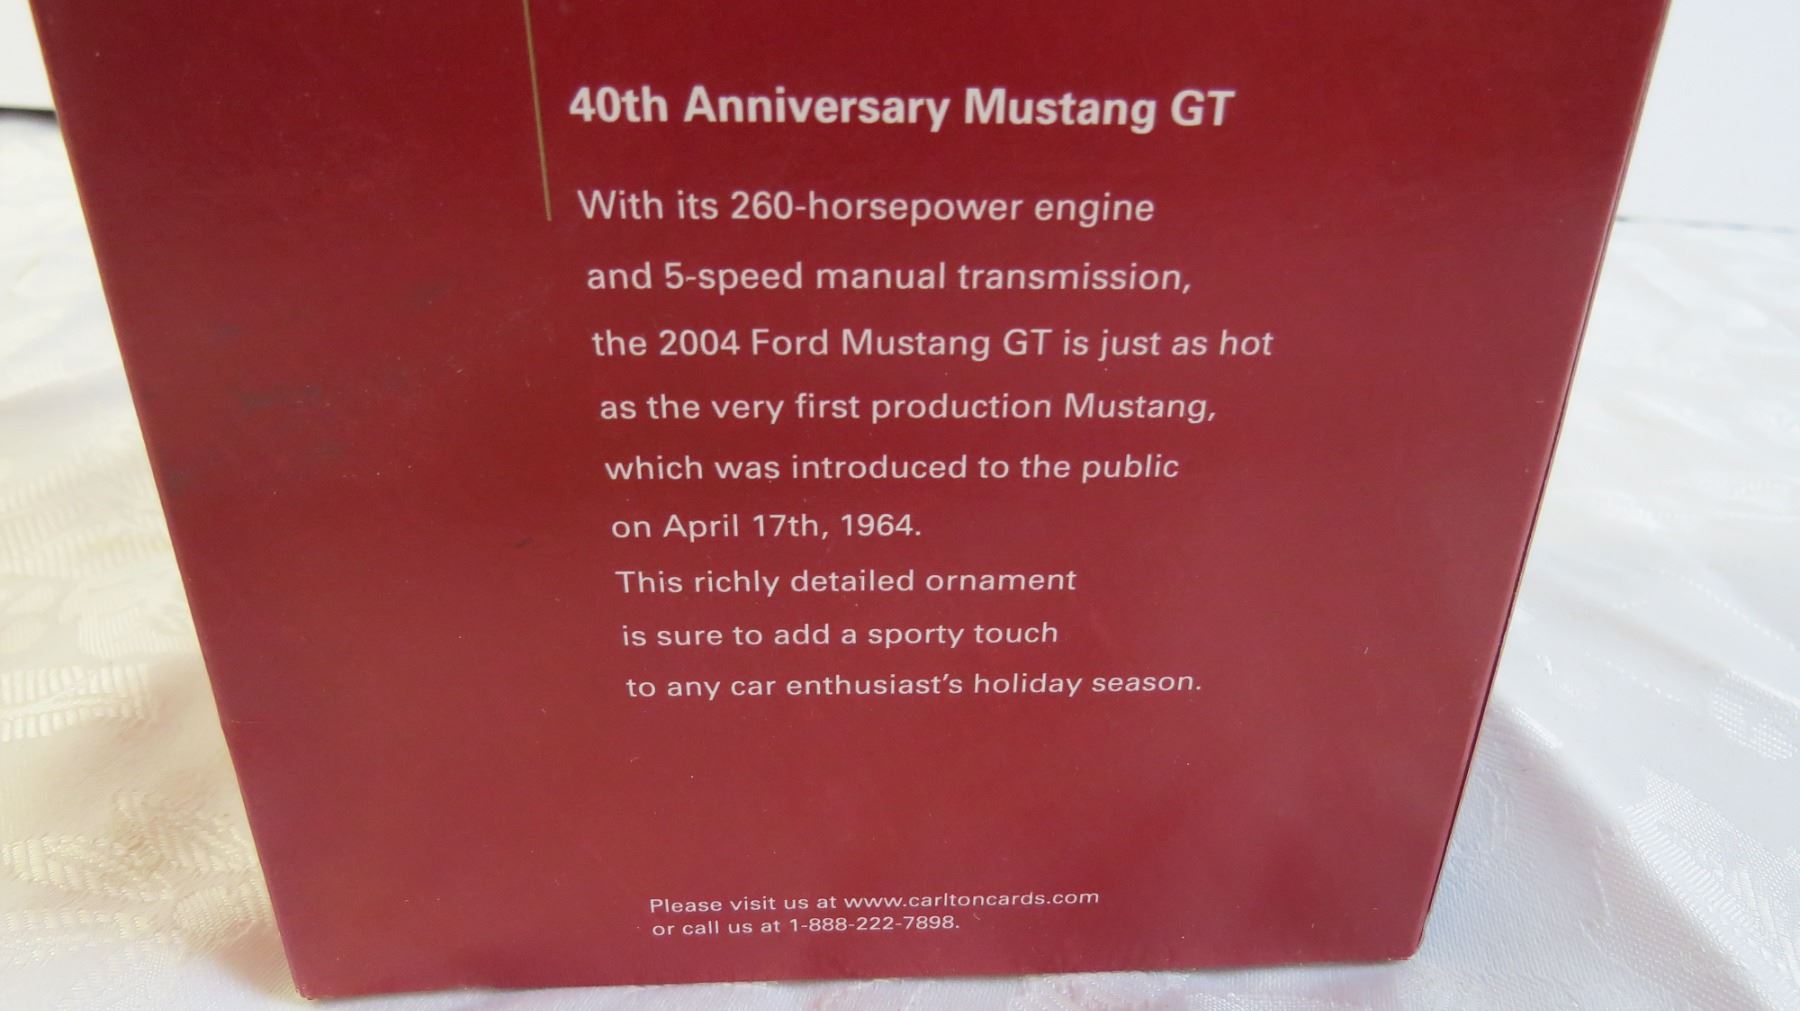 40th Anniversary Mustang GT
With its 260-horsepower engine
and 5-speed manual transmission,
the 2004 Ford Mustang GT is just as hot
as the very first production Mustang,
which was introduced to the public
on April 17th, 1964.
This richly detailed ornament
is sure to add a sporty touch
to any car enthusiast's holiday season.
Please visit us at www.carltoncards.com
or call us at 1-888-222-7898.